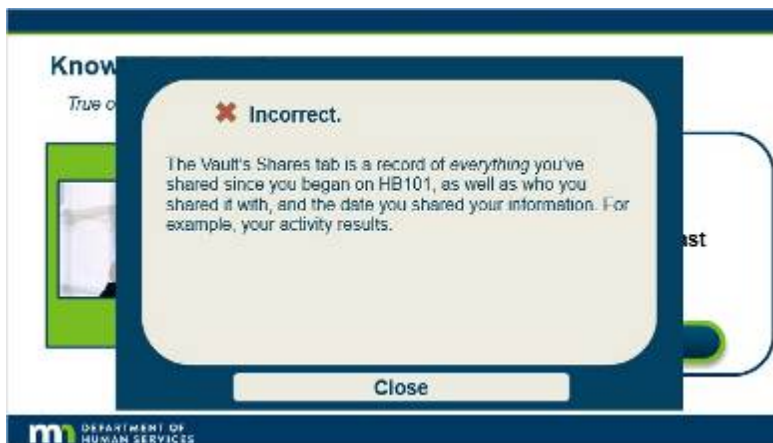 Know
True o
Incorrect.
The Vault's Shares tab is a record of everything you've
shared since you began on HB101, as well as who you
shared it with, and the date you shared your information. For
example, your activity results.
ast
Close
DEPARTMENT OF
HUMAN SERVICES